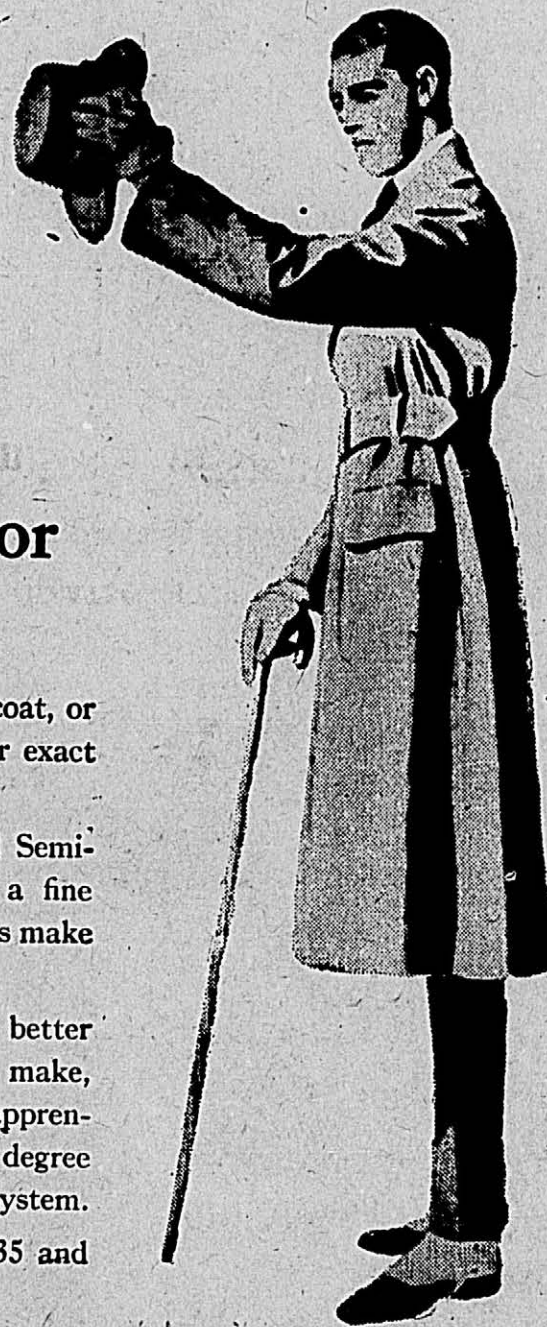 or
coat, or
r exact
Semi-
a fine
s make
better
make,
appren-
degree
ystem.
35 and